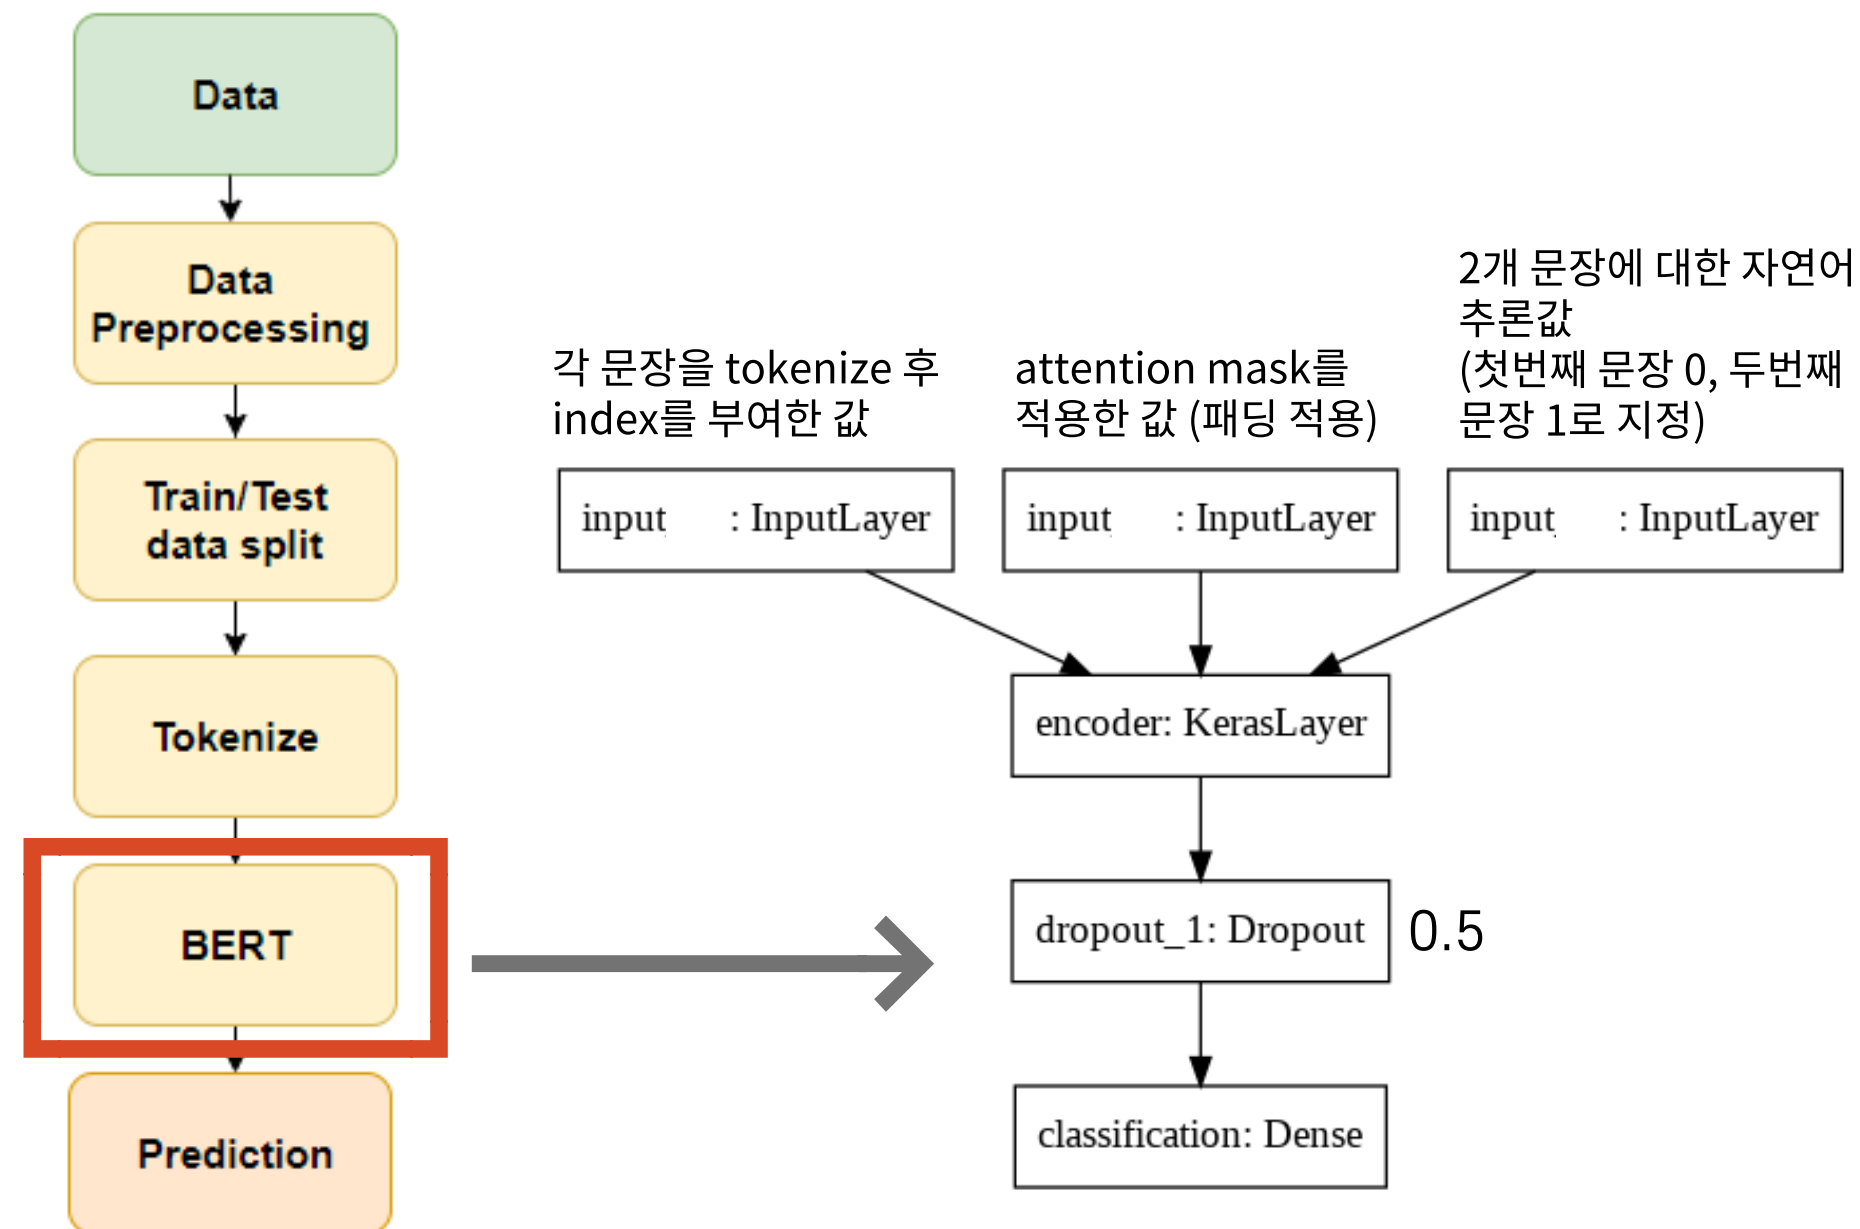 Data
Data
Preprocessing
Train/Test
data split
Tokenize
BERT
Prediction
각 문장을 tokenize 후
index를 부여한 값
attention mask를
적용한 값 (패딩 적용)
2개 문장에 대한 자연어
추론값
(첫번째 문장 0, 두번째
문장 1로 지정)
input : InputLayer
input : InputLayer
input : InputLayer
encoder: KerasLayer
dropout_1: Dropout
0.5
classification: Dense